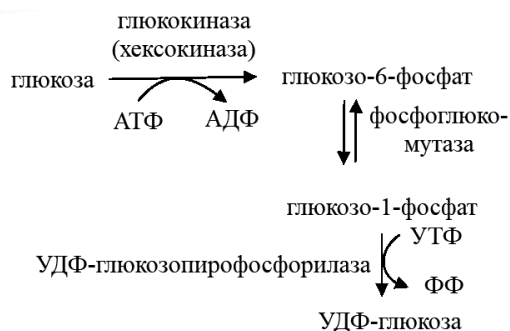 глюкокиназа
(хексокиназа)
глюкоза
глюкозо-6-фосфат
АТФ
АДФ
фосфоглюко-
мутаза
глюкозо-1-фосфат
УТФ
УДФ-глюкозопирофосфорилаза
ФФ
УДФ-глюкоза